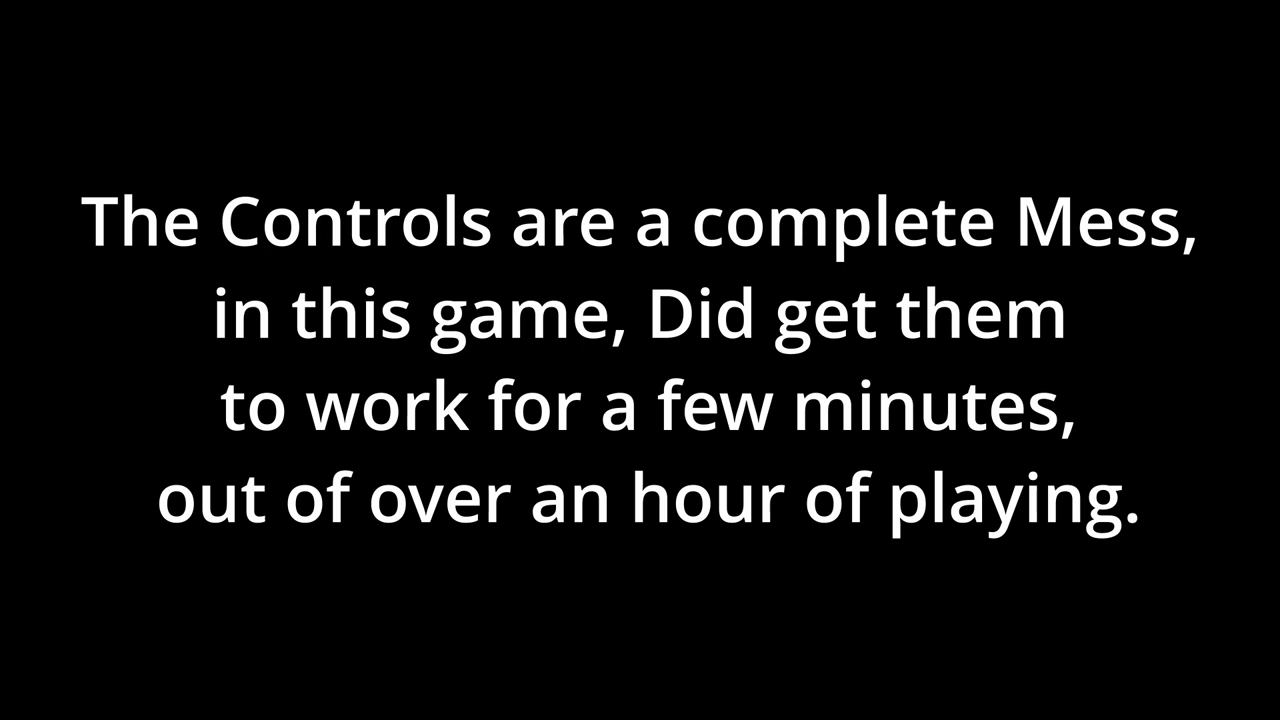 The Controls are a complete Mess,
in this game, Did get them
to work for a few minutes,
out of over an hour of playing.